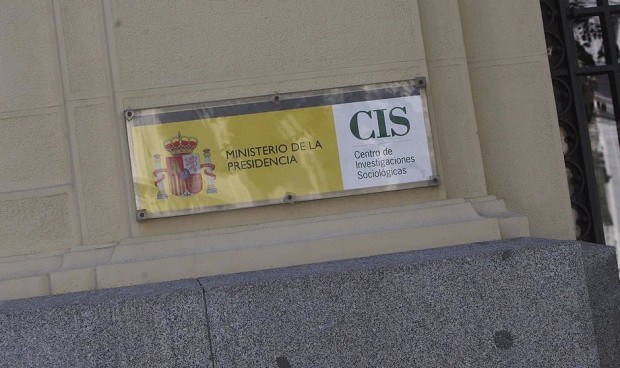 MINISTERIO DE LA
PRESIDENCIA
CIS
Centro de
Investigaciones
Sociológicas